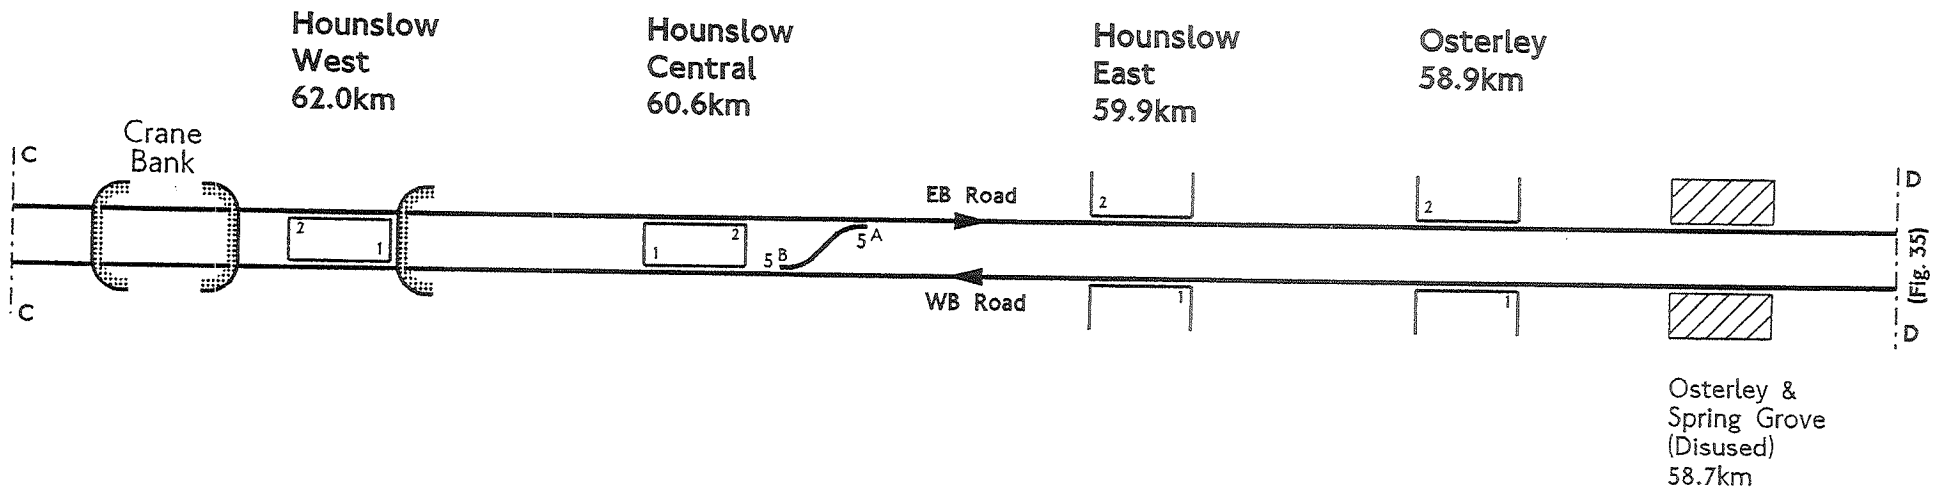 Hounslow
West
62.0km
Hounslow
Central
60.6km
Hounslow
East
59.9km
Osterley
58.9km
Crane
Bank
C
C
2
1
1
2
5 A
5 B
EB Road
WB Road
2
1
2
1
D
(Fig. 35)
D
Osterley &
Spring Grove
(Disused)
58.7km